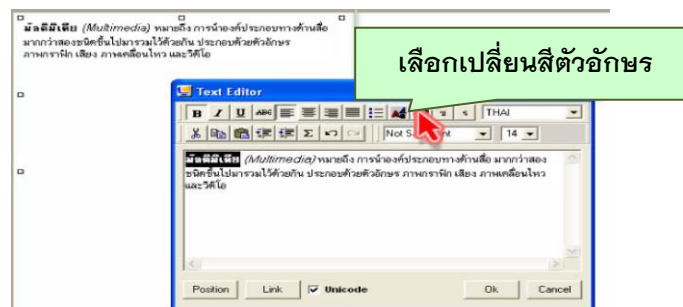 มัลติมีเดีย (Multimedia) หมายถึง การนำองค์ประกอบทางด้านสื่อ
มากกว่าสองชนิดขึ้นไปมารวมไว้ด้วยกัน ประกอบด้วยตัวอักษร
ภาพกราฟิก เสียง ภาพเคลื่อนไหว และวิดีโอ
เลือกเปลี่ยนสีตัวอักษร
Text Editor
B I U ABC THAI
Σ 14
มัลติมีเดีย (Multimedia) หมายถึง การนำองค์ประกอบทางด้านสื่อ มากกว่าสอง
ชนิดขึ้นไปมารวมไว้ด้วยกัน ประกอบด้วยตัวอักษร ภาพกราฟิก เสียง ภาพเคลื่อนไหว
และวิดีโอ
Position Link Unicode Ok Cancel